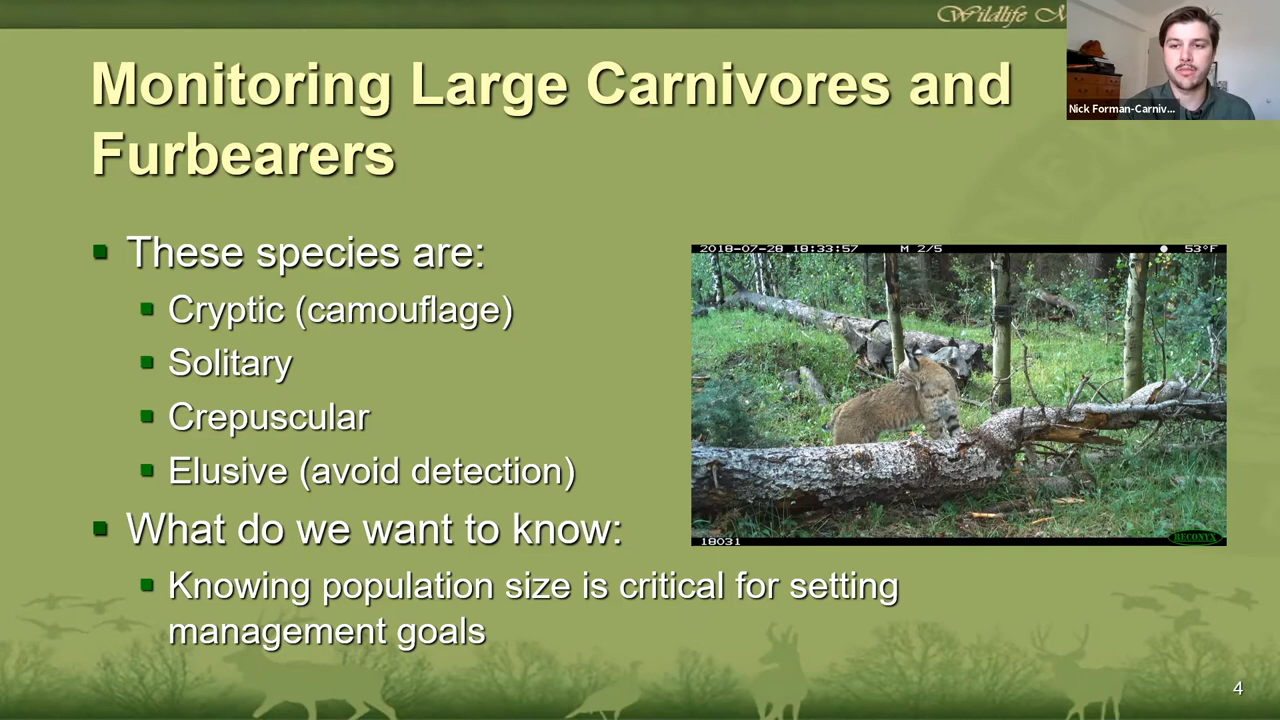 Wildlife M
Monitoring Large Carnivores and
Furbearers
Nick Forman-Carniv...
These species are:
Cryptic (camouflage)
Solitary
Crepuscular
Elusive (avoid detection)
What do we want to know:
Knowing population size is critical for setting
management goals
2018-07-28 18:33:57 M 2/5 53°F
18031 RECONYX
4